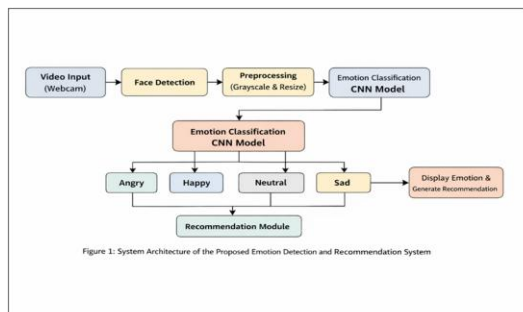 Video Input
(Webcam)
Face Detection
Preprocessing
(Grayscale & Resize)
Emotion Classification
CNN Model
Emotion Classification
CNN Model
Angry
Happy
Neutral
Sad
Display Emotion &
Generate Recommendation
Recommendation Module
Figure 1: System Architecture of the Proposed Emotion Detection and Recommendation System